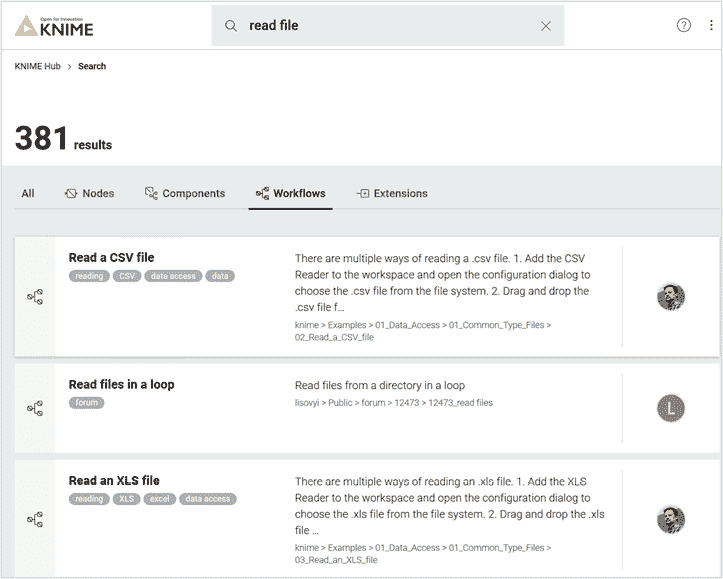 Open for Innovation
KNIME
read file
KNIME Hub > Search
381 results
All Nodes Components Workflows Extensions
Read a CSV file
reading CSV data access data
There are multiple ways of reading a .csv file. 1. Add the CSV
Reader to the workspace and open the configuration dialog to
choose the .csv file from the file system. 2. Drag and drop the
.csv file f...
knime > Examples > 01_Data_Access > 01_Common_Type_Files >
02_Read_a_CSV_file
Read files in a loop
forum
Read files from a directory in a loop
lisovyi > Public > forum > 12473 > 12473_read files
L
Read an XLS file
reading XLS excel data access
There are multiple ways of reading an .xls file. 1. Add the XLS
Reader to the workspace and open the configuration dialog to
choose the .xls file from the file system. 2. Drag and drop the .xls
file ...
knime > Examples > 01_Data_Access > 01_Common_Type_Files >
03_Read_an_XLS_file